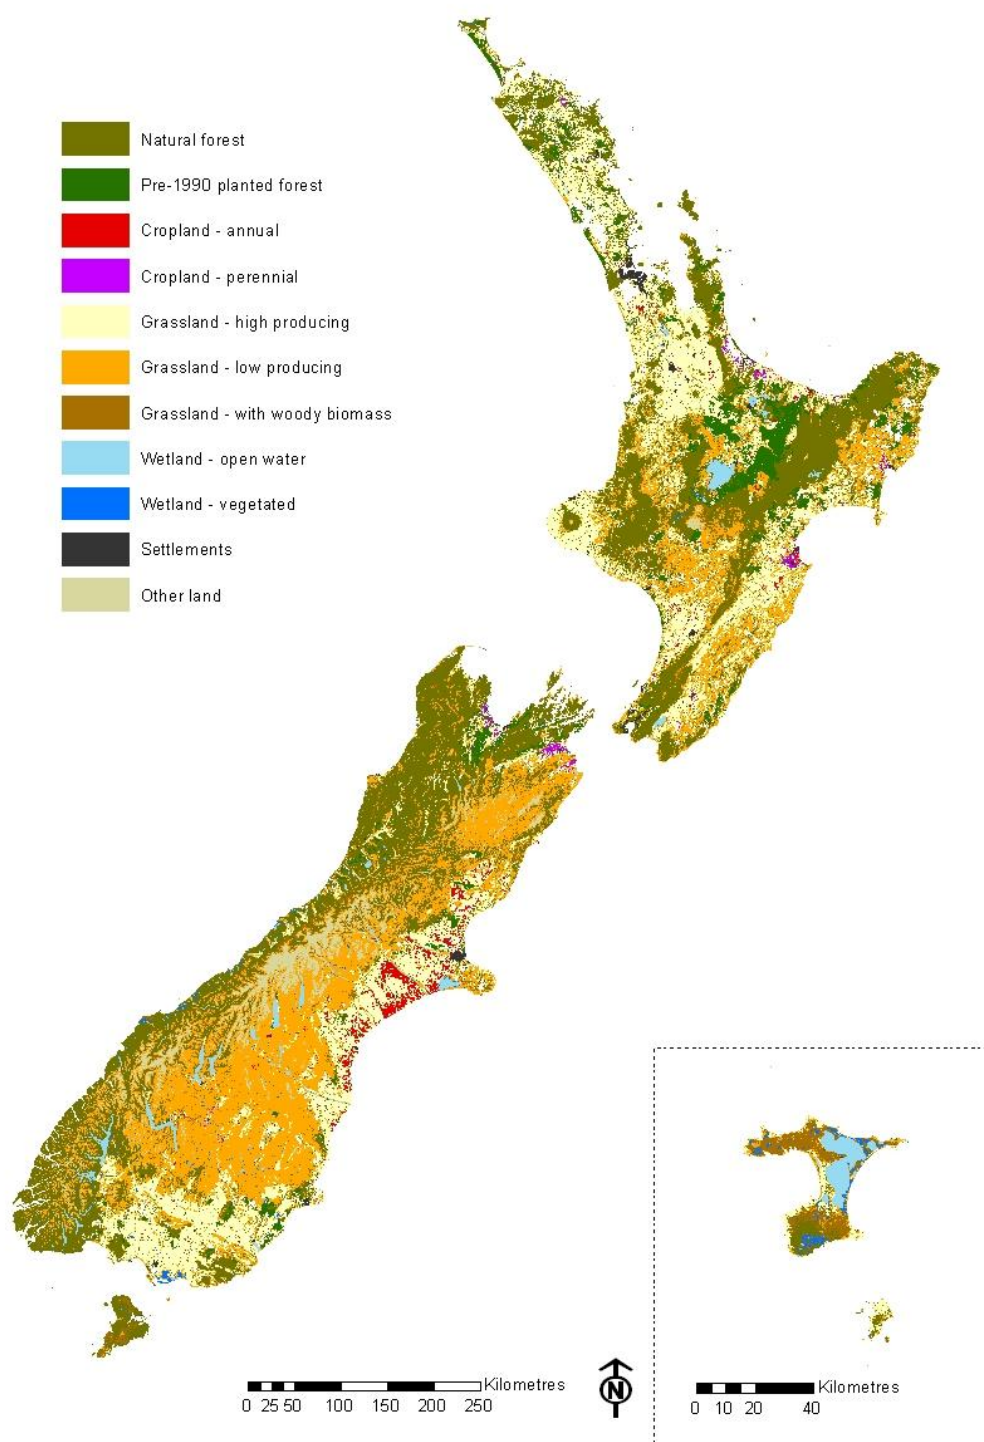 Natural forest
Pre-1990 planted forest
Cropland - annual
Cropland - perennial
Grassland - high producing
Grassland - low producing
Grassland - with woody biomass
Wetland - open water
Wetland - vegetated
Settlements
Other land
Kilometres
0 25 50 100 150 200 250
N
Kilometres
0 10 20 40